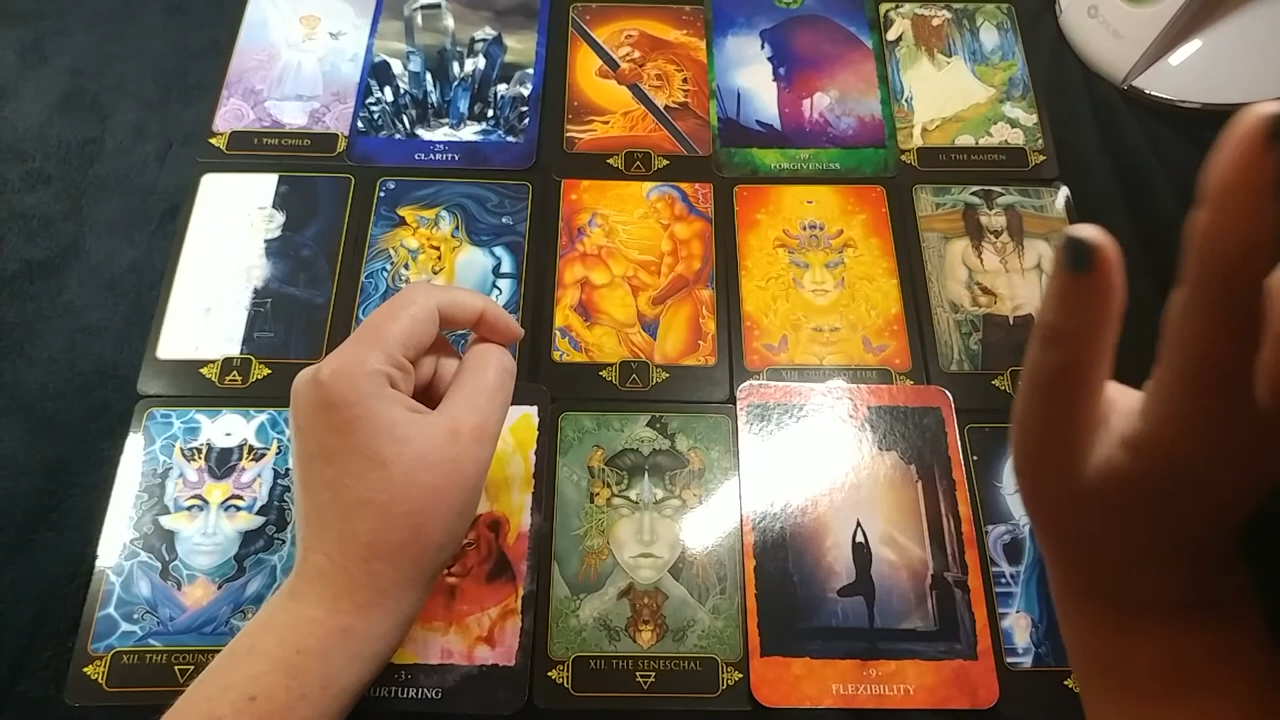 I. THE CHILD
·25·
CLARITY
IV
·19·
FORGIVENESS
II. THE MAIDEN
II
V
XIII. QUEEN OF FIRE
XII. THE COUNS
·3·
NURTURING
XII. THE SENESCHAL
·9·
FLEXIBILITY